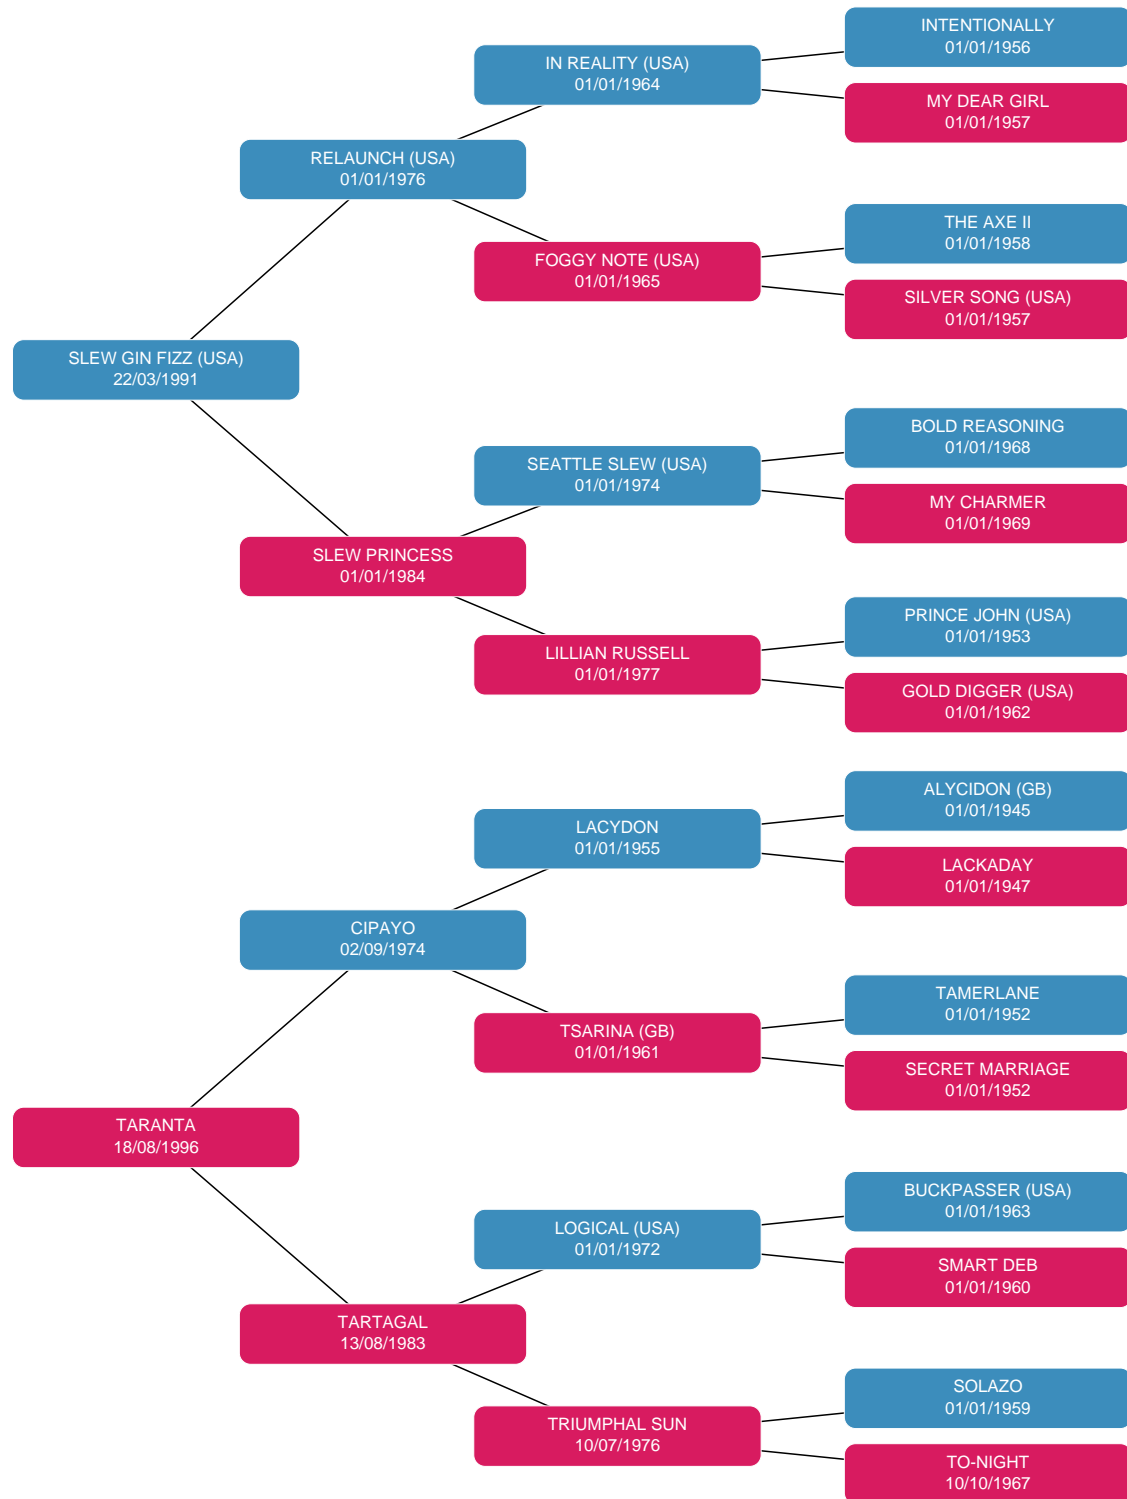 INTENTIONALLY
01/01/1956
IN REALITY (USA)
01/01/1964
MY DEAR GIRL
01/01/1957
RELAUNCH (USA)
01/01/1976
THE AXE II
01/01/1958
FOGGY NOTE (USA)
01/01/1965
SILVER SONG (USA)
01/01/1957
SLEW GIN FIZZ (USA)
22/03/1991
BOLD REASONING
01/01/1968
SEATTLE SLEW (USA)
01/01/1974
MY CHARMER
01/01/1969
SLEW PRINCESS
01/01/1984
PRINCE JOHN (USA)
01/01/1953
LILLIAN RUSSELL
01/01/1977
GOLD DIGGER (USA)
01/01/1962
ALYCIDON (GB)
01/01/1945
LACYDON
01/01/1955
LACKADAY
01/01/1947
CIPAYO
02/09/1974
TAMERLANE
01/01/1952
TSARINA (GB)
01/01/1961
SECRET MARRIAGE
01/01/1952
TARANTA
18/08/1996
BUCKPASSER (USA)
01/01/1963
LOGICAL (USA)
01/01/1972
SMART DEB
01/01/1960
TARTAGAL
13/08/1983
SOLAZO
01/01/1959
TRIUMPHAL SUN
10/07/1976
TO-NIGHT
10/10/1967